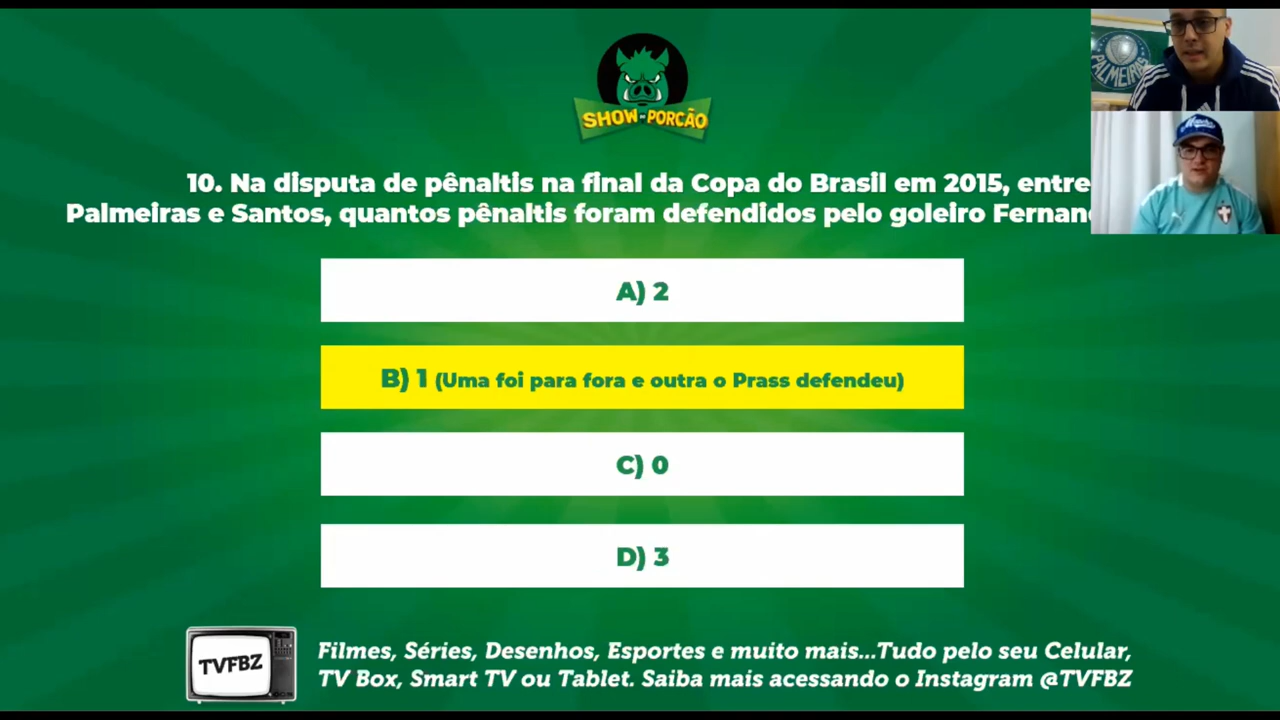 SHOW DO PORCÃO
10. Na disputa de pênaltis na final da Copa do Brasil em 2015, entre
Palmeiras e Santos, quantos pênaltis foram defendidos pelo goleiro
A) 2
B) 1 (Uma foi para fora e outra o Prass defendeu)
C) 0
D) 3
PALMEIRAS
TVFBZ
Filmes, Séries, Desenhos, Esportes e muito mais...Tudo pelo seu Celular,
TV Box, Smart TV ou Tablet. Saiba mais acessando o Instagram @TVFBZ